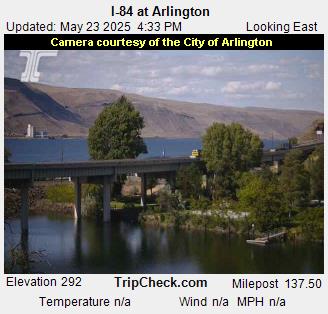 I-84 at Arlington
Updated: May 23 2025 4:33 PM Looking East
Camera courtesy of the City of Arlington
Elevation 292 TripCheck.com Milepost 137.50
Temperature n/a Wind n/a MPH n/a